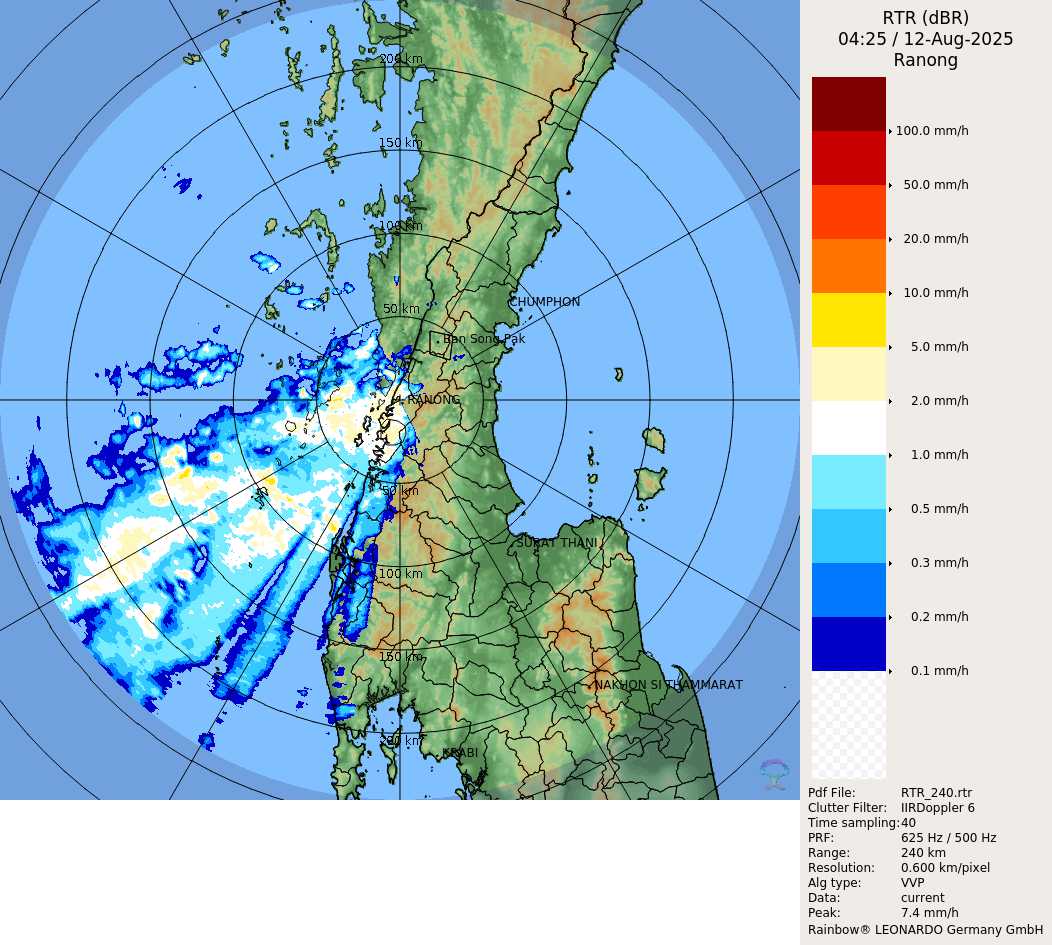 200 km
150 km
100 km
50 km
CHUMPHON
Ban Song Pak
RANONG
50 km
SURAT THANI
100 km
150 km
NAKHON SI THAMMARAT
200 km
KRABI
RTR (dBR)
04:25 / 12-Aug-2025
Ranong
100.0 mm/h
50.0 mm/h
20.0 mm/h
10.0 mm/h
5.0 mm/h
2.0 mm/h
1.0 mm/h
0.5 mm/h
0.3 mm/h
0.2 mm/h
0.1 mm/h
Pdf File: RTR_240.rtr
Clutter Filter: IIRDoppler 6
Time sampling: 40
PRF: 625 Hz / 500 Hz
Range: 240 km
Resolution: 0.600 km/pixel
Alg type: VVP
Data: current
Peak: 7.4 mm/h
Rainbow® LEONARDO Germany GmbH